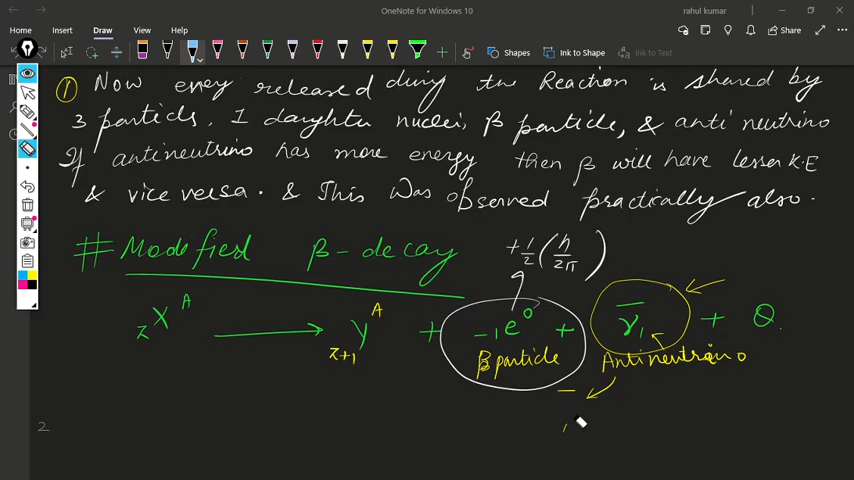 OneNote for Windows 10
rahul kumar
Home Insert Draw View Help
Share
Shapes Ink to Shape Ink to Text
① Now enery released during the Reaction is shared by
3 particls, 1 daughtu nuclei, β particle, & anti neutrino
If antineutrino has more energy then β will have lesser K.E
& vice versa. & This was observed practically also.
# Modified β-decay
+1/2 (h/2π)
zX^A → z+1Y^A + -1e^0 + ν̄ + Q.
β particle Antineutrino
2